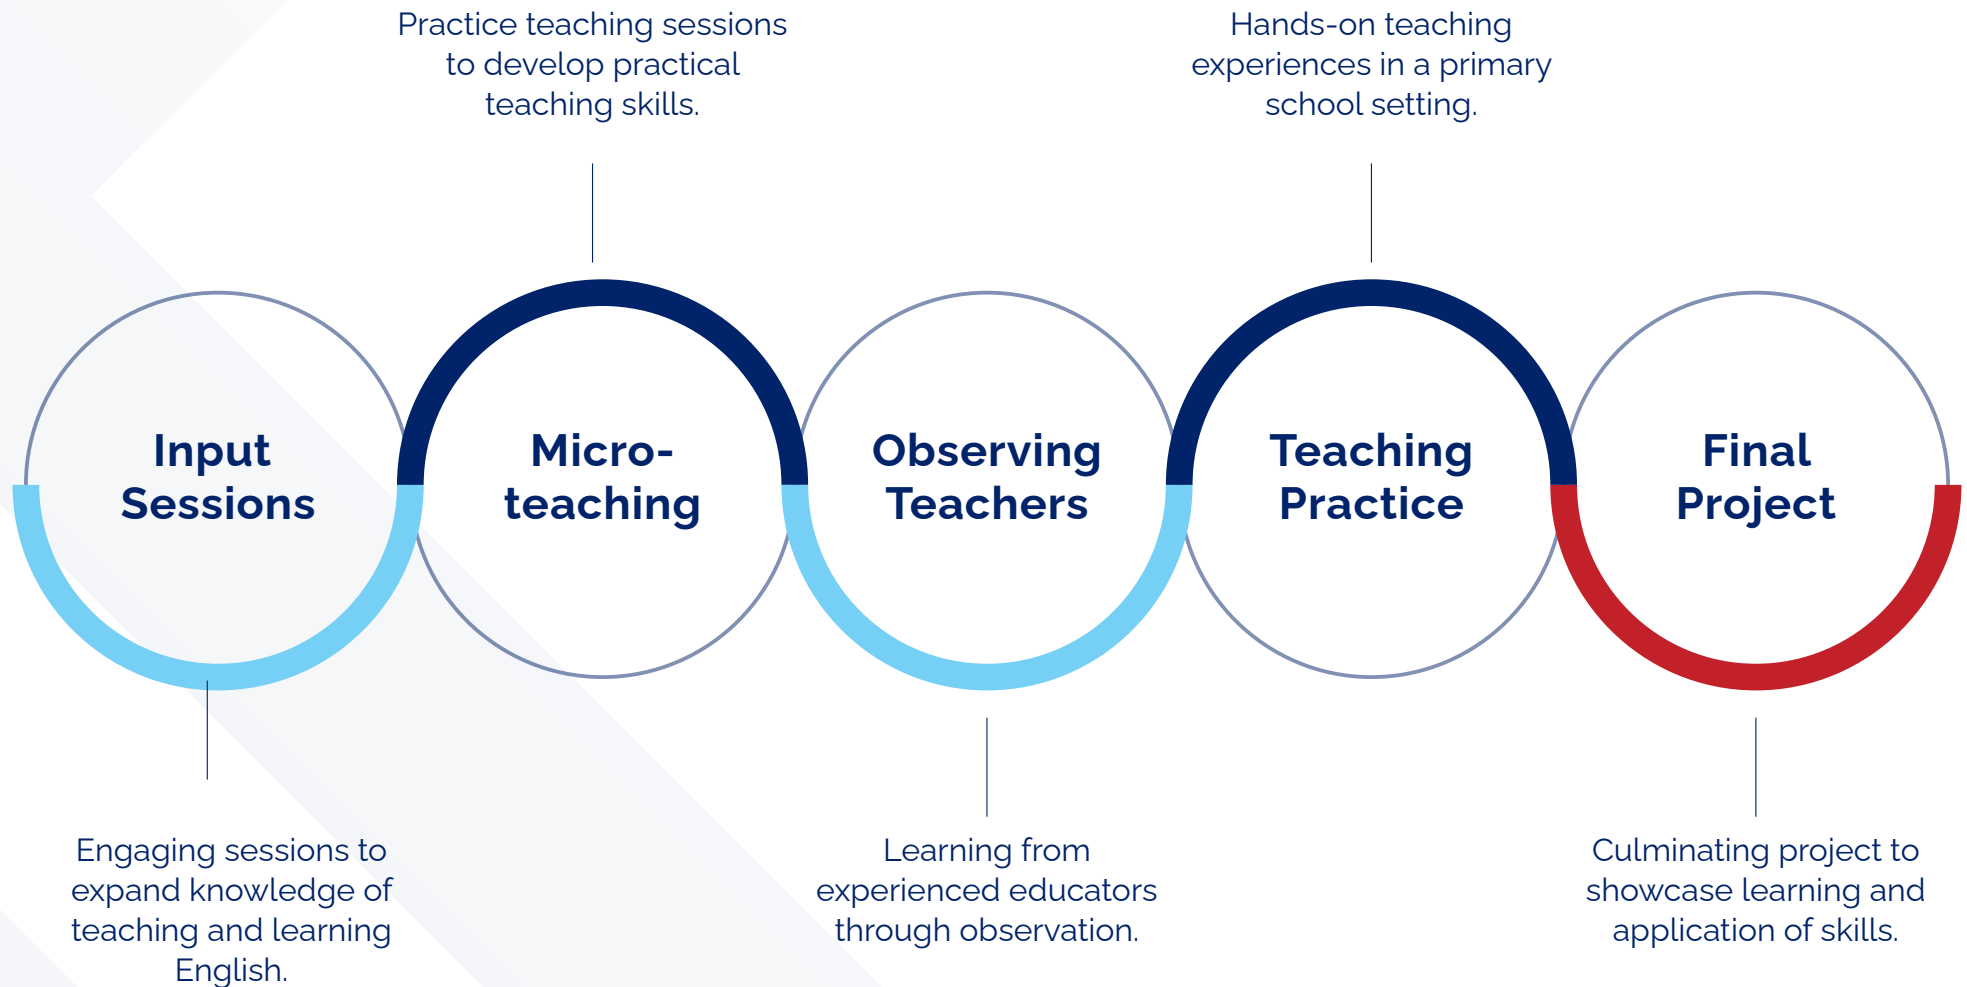 Practice teaching sessions
to develop practical
teaching skills.
Hands-on teaching
experiences in a primary
school setting.
Input
Sessions
Micro-
teaching
Observing
Teachers
Teaching
Practice
Final
Project
Engaging sessions to
expand knowledge of
teaching and learning
English.
Learning from
experienced educators
through observation.
Culminating project to
showcase learning and
application of skills.